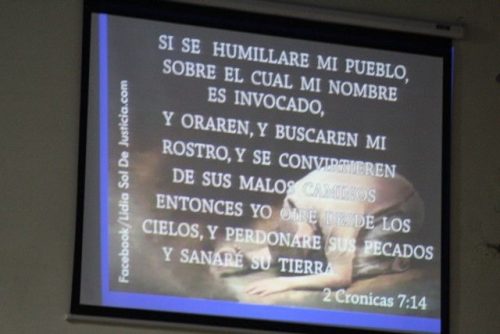 SI SE HUMILLARE MI PUEBLO,
SOBRE EL CUAL MI NOMBRE
ES INVOCADO,
Y ORAREN, Y BUSCAREN MI
ROSTRO, Y SE CONVIRTIEREN
DE SUS MALOS CAMINOS
ENTONCES YO OIRÉ DESDE LOS
CIELOS, Y PERDONARE SUS PECADOS
Y SANARÉ SU TIERRA
2 Cronicas 7:14
Facebook/Lidia Sol De Justicia.com